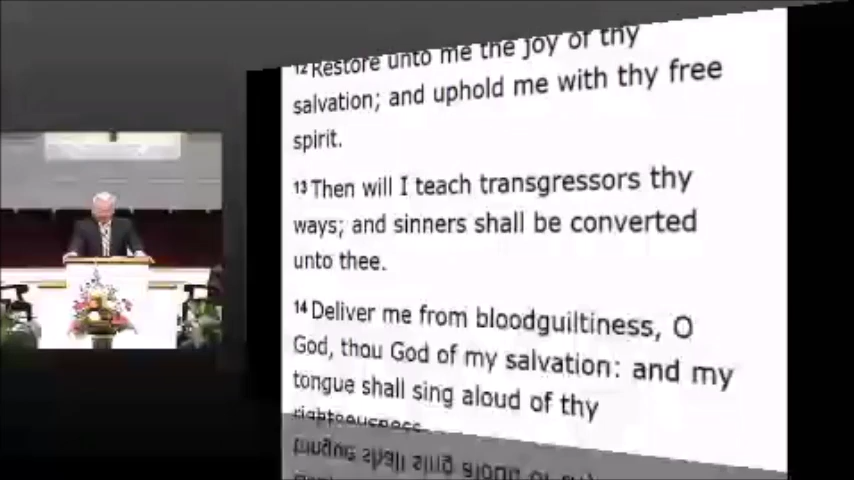 12 Restore unto me the joy of thy
salvation; and uphold me with thy free
spirit.
13 Then will I teach transgressors thy
ways; and sinners shall be converted
unto thee.
14 Deliver me from bloodguiltiness, O
God, thou God of my salvation: and my
tongue shall sing aloud of thy
righteousness.